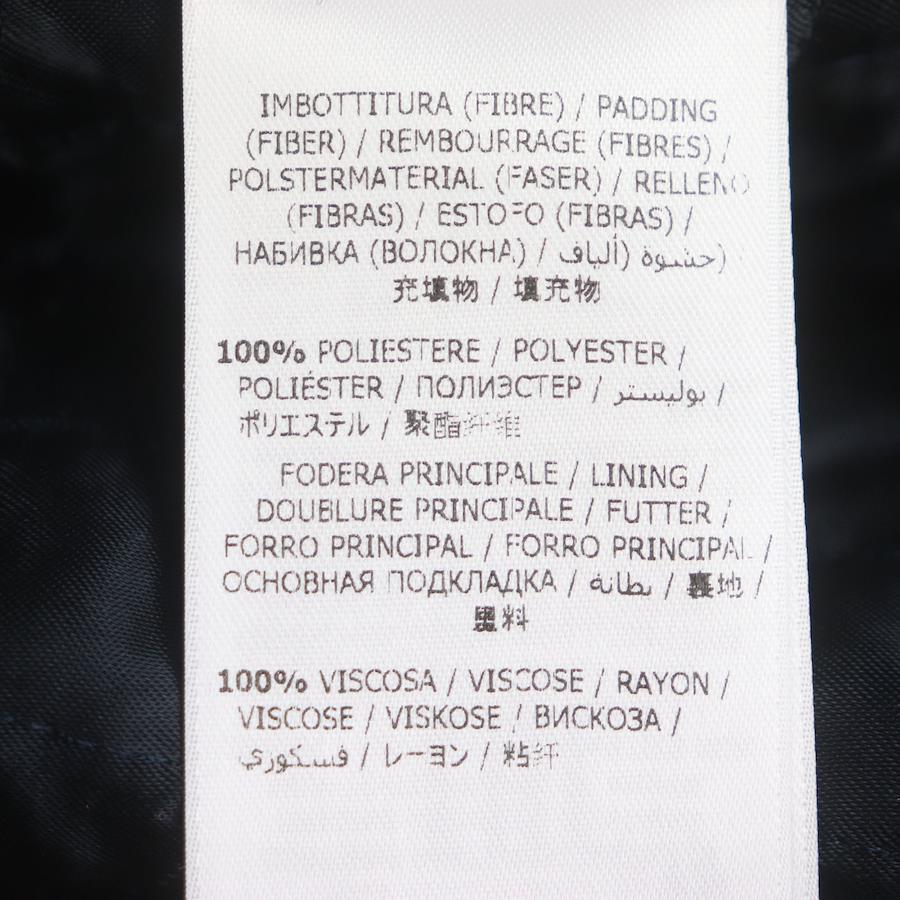 IMBOTTITURA (FIBRE) / PADDING
(FIBER) / REMBOURRAGE (FIBRES) /
POLSTERMATERIAL (FASER) / RELLENO
(FIBRAS) / ESTOFO (FIBRAS) /
НАБИВКА (ВОЛОКНА) / حشوة (ألياف)
充填物 / 填充物
100% POLIESTERE / POLYESTER /
POLIÉSTER / ПОЛИЭСТЕР / بوليستر /
ポリエステル / 聚酯纤维
FODERA PRINCIPALE / LINING /
DOUBLURE PRINCIPALE / FUTTER /
FORRO PRINCIPAL / FORRO PRINCIPAL /
ОСНОВНАЯ ПОДКЛАДКА / بطانة / 裏地 /
里料
100% VISCOSA / VISCOSE / RAYON /
VISCOSE / VISKOSE / ВИСКОЗА /
فسكوزي / レーヨン / 粘纤